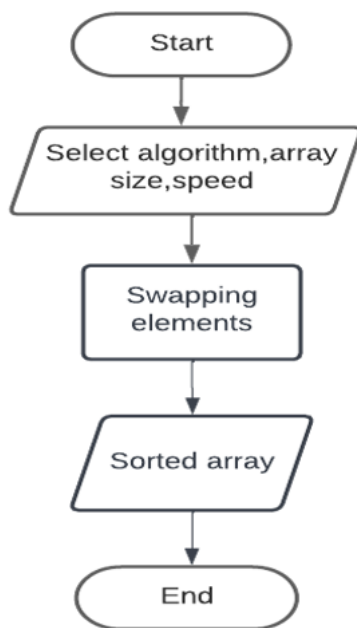 Start
Select algorithm,array
size,speed
Swapping
elements
Sorted array
End